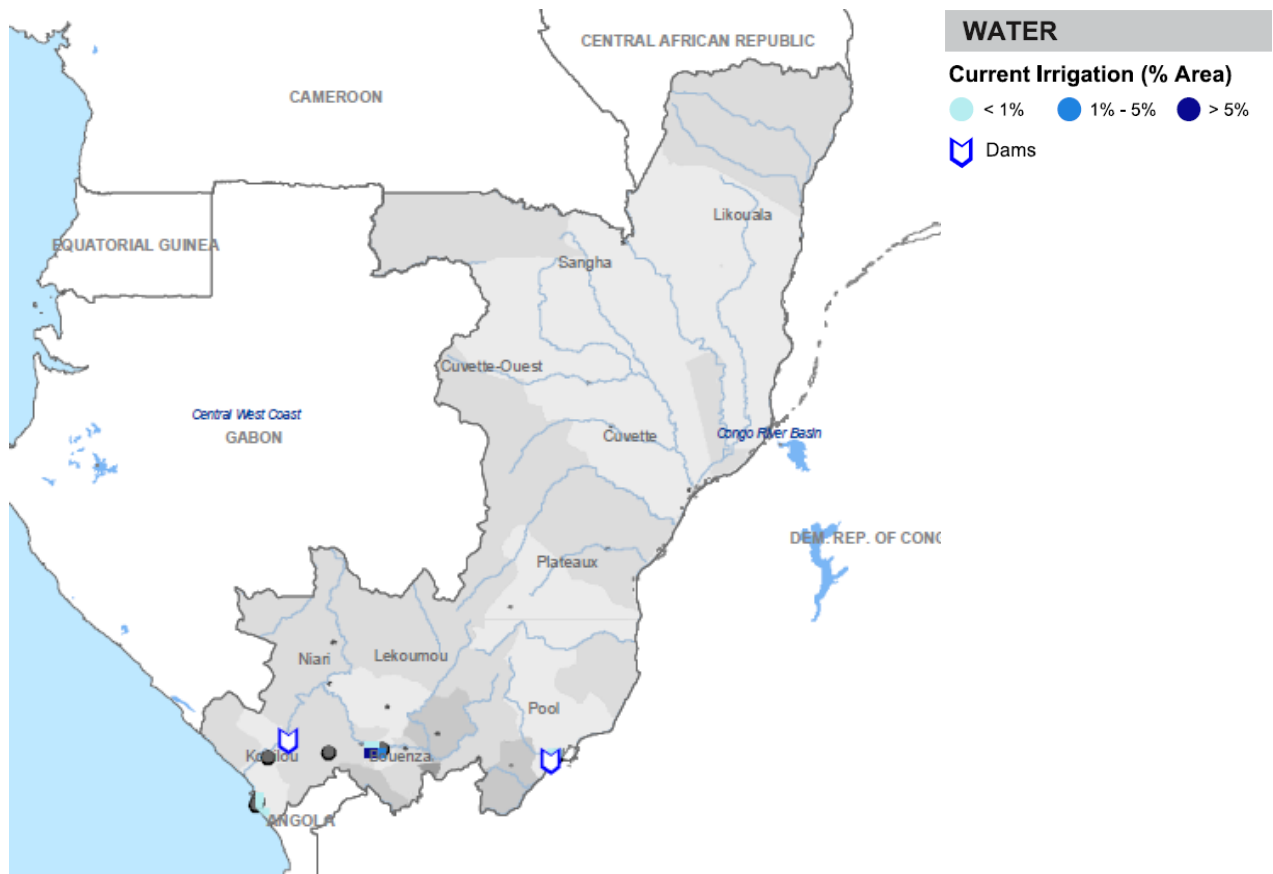 WATER
Current Irrigation (% Area)
< 1%
1% - 5%
> 5%
Dams
CENTRAL AFRICAN REPUBLIC
CAMEROON
Likouala
EQUATORIAL GUINEA
Sangha
Cuvette-Ouest
Central West Coast
GABON
Cuvette
Congo River Basin
DEM. REP. OF CONG
Plateaux
Niari
Lekoumou
Pool
Kouilou
Bouenza
ANGOLA